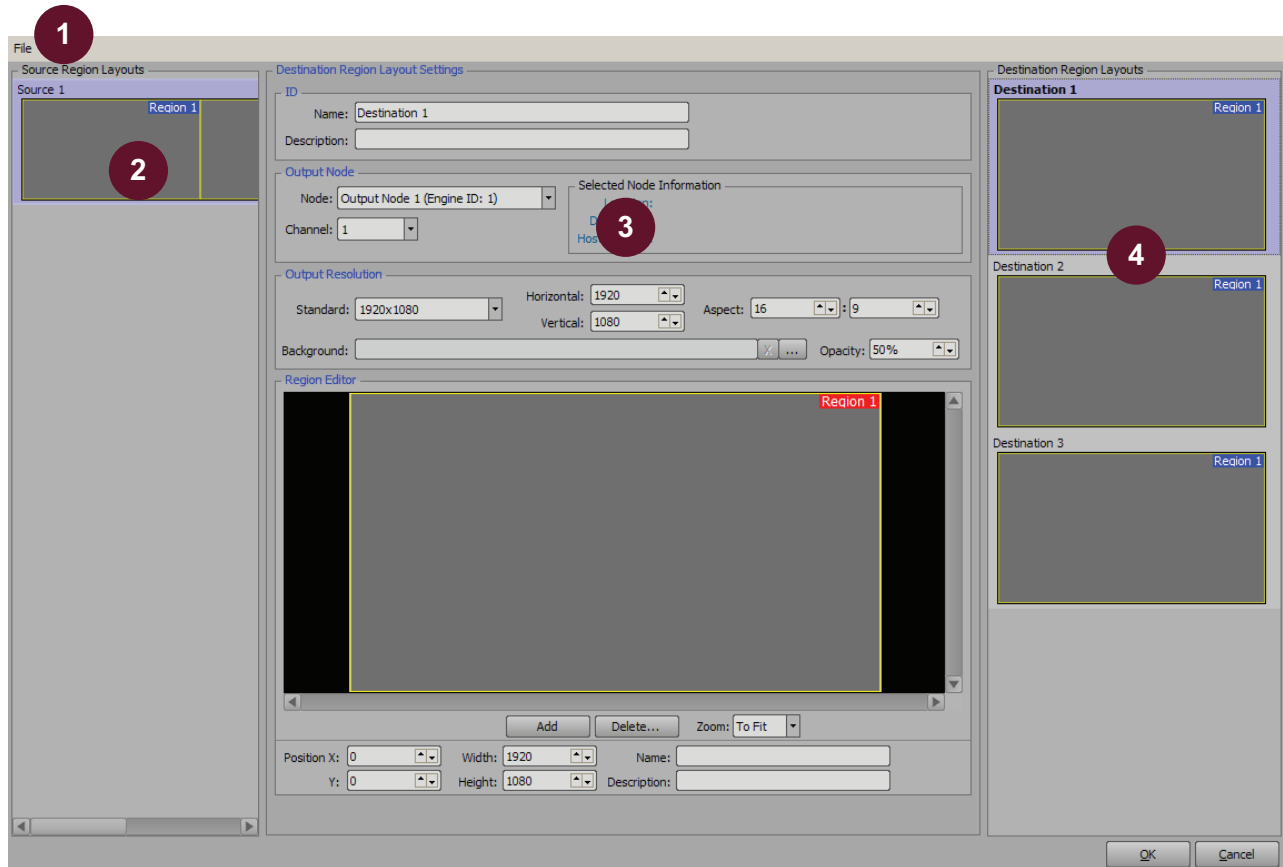 1
File
Source Region Layouts
Source 1
Region 1
2
Destination Region Layout Settings
ID
Name: Destination 1
Description:
Output Node
Node: Output Node 1 (Engine ID: 1)
Channel: 1
Selected Node Information
3
Output Resolution
Standard: 1920x1080
Horizontal: 1920
Vertical: 1080
Aspect: 16 : 9
Background: X ... Opacity: 50%
Region Editor
Region 1
Add Delete... Zoom: To Fit
Position X: 0 Width: 1920 Name:
Y: 0 Height: 1080 Description:
Destination Region Layouts
Destination 1
Region 1
4
Destination 2
Region 1
Destination 3
Region 1
OK Cancel